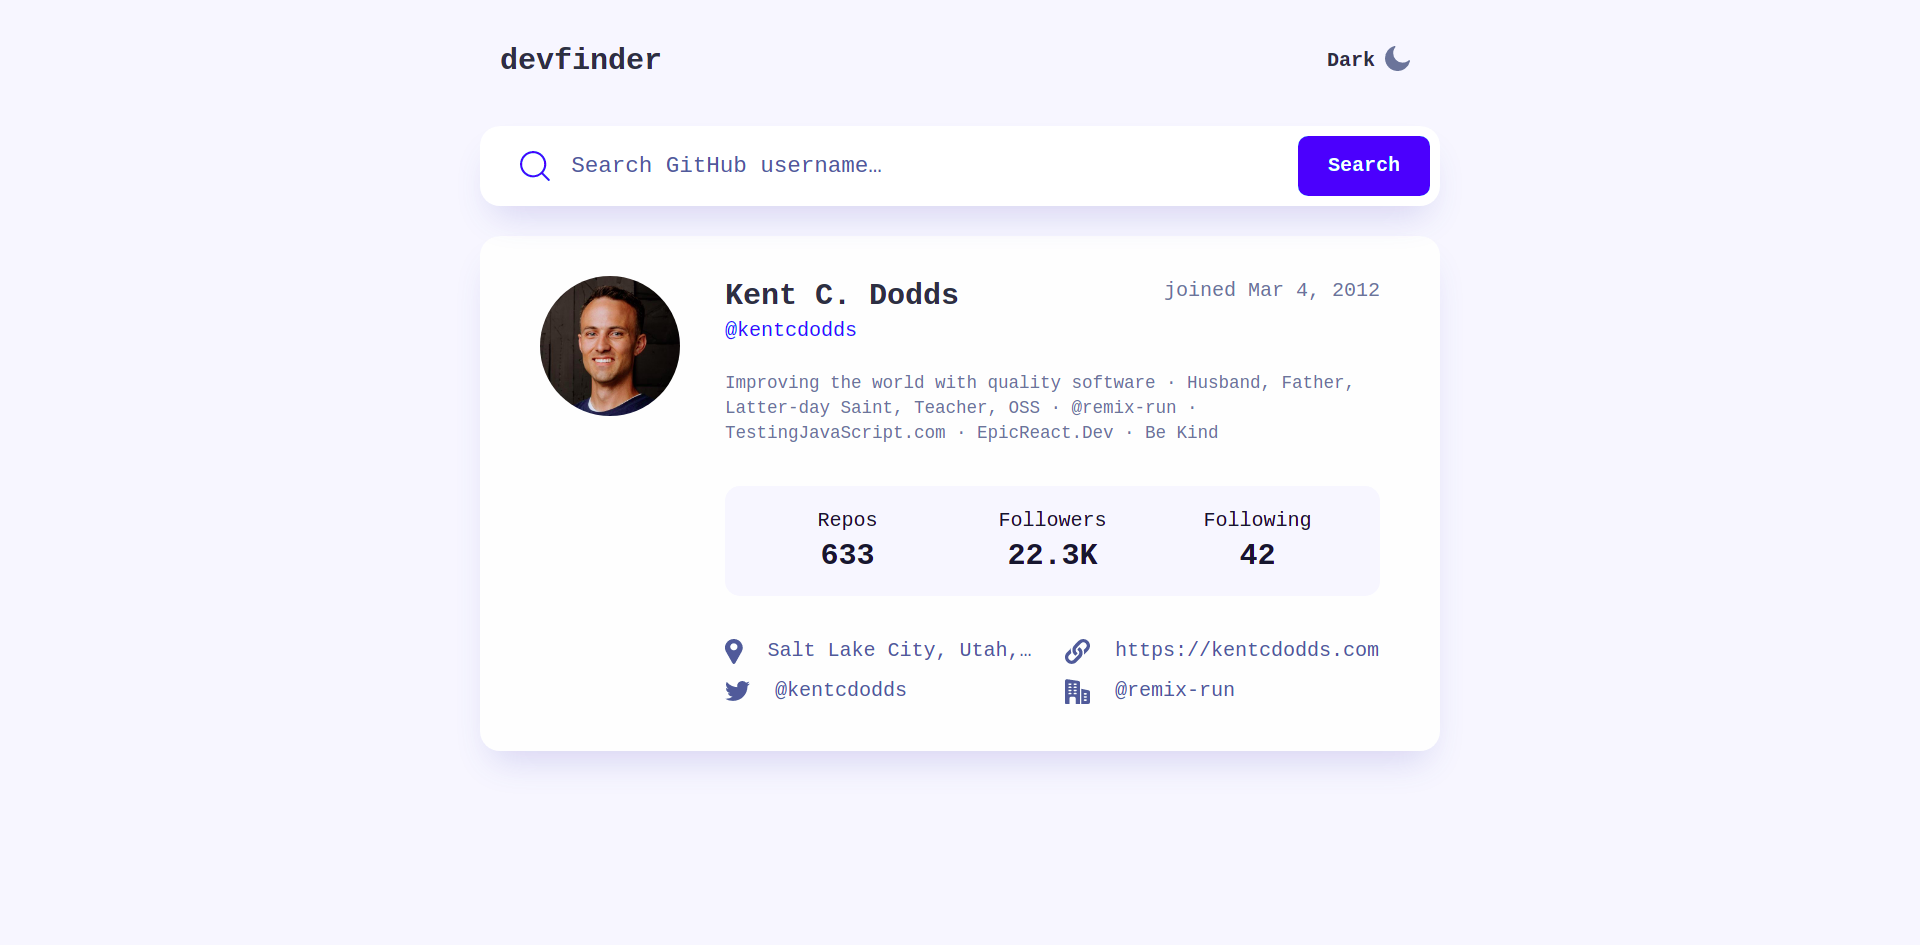 devfinder
Dark
Search GitHub username…
Search
Kent C. Dodds
joined Mar 4, 2012
@kentcdodds
Improving the world with quality software · Husband, Father,
Latter-day Saint, Teacher, OSS · @remix-run ·
TestingJavaScript.com · EpicReact.Dev · Be Kind
Repos Followers Following
633 22.3K 42
Salt Lake City, Utah,… https://kentcdodds.com
@kentcdodds @remix-run